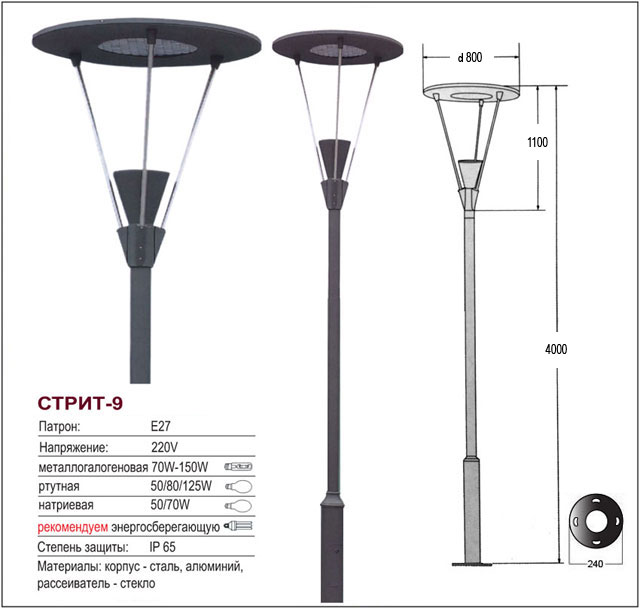 d 800
1100
4000
240
СТРИТ-9
Патрон: E27
Напряжение: 220V
металлогалогеновая 70W-150W
ртутная 50/80/125W
натриевая 50/70W
рекомендуем энергосберегающую
Степень защиты: IP 65
Материалы: корпус - сталь, алюминий,
рассеиватель - стекло